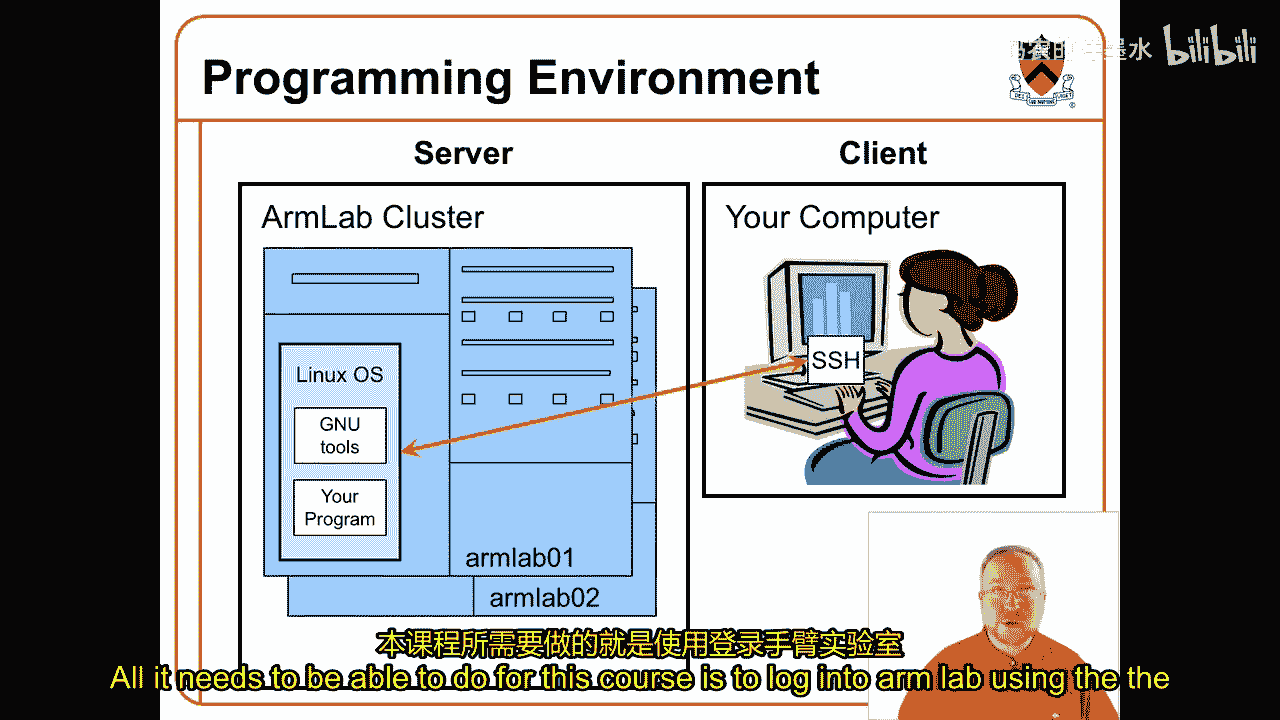 Programming Environment
墨水 bilibili
Server
Client
ArmLab Cluster
Your Computer
SSH
Linux OS
GNU
tools
Your
Program
armlab01
armlab02
本课程所需要做的就是使用登录手臂实验室
All it needs to be able to do for this course is to log into arm lab using the the